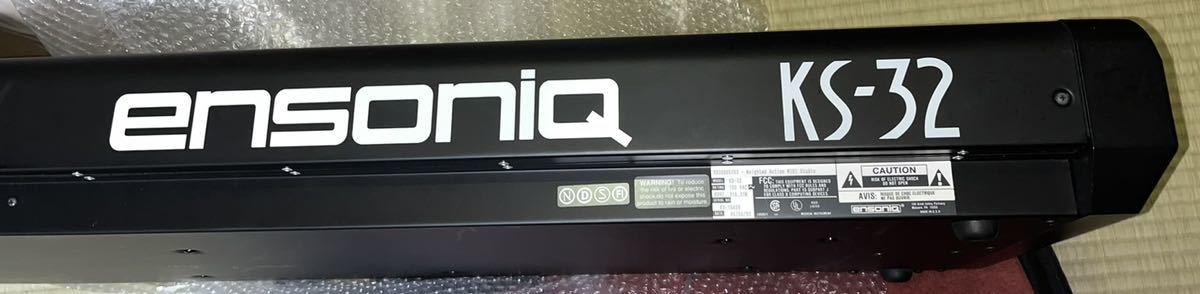 ensoniq
KS-32
NDSFI
WARNING! To reduce
the risk of fire or electric
shock, do not expose this
product to rain or moisture
Weighted Action MIDI Studio
FCC: THIS EQUIPMENT IS DESIGNED
TO COMPLY WITH FCC RULES AND
REGULATIONS, PART 15 SUBPART J
FOR CLASS B COMPUTING DEVICES
CAUTION
RISK OF ELECTRIC SHOCK
DO NOT OPEN
AVIS: RISQUE DE CHOC ELECTRIQUE
NE PAS OUVRIR
ensoniq
MADE IN U.S.A.